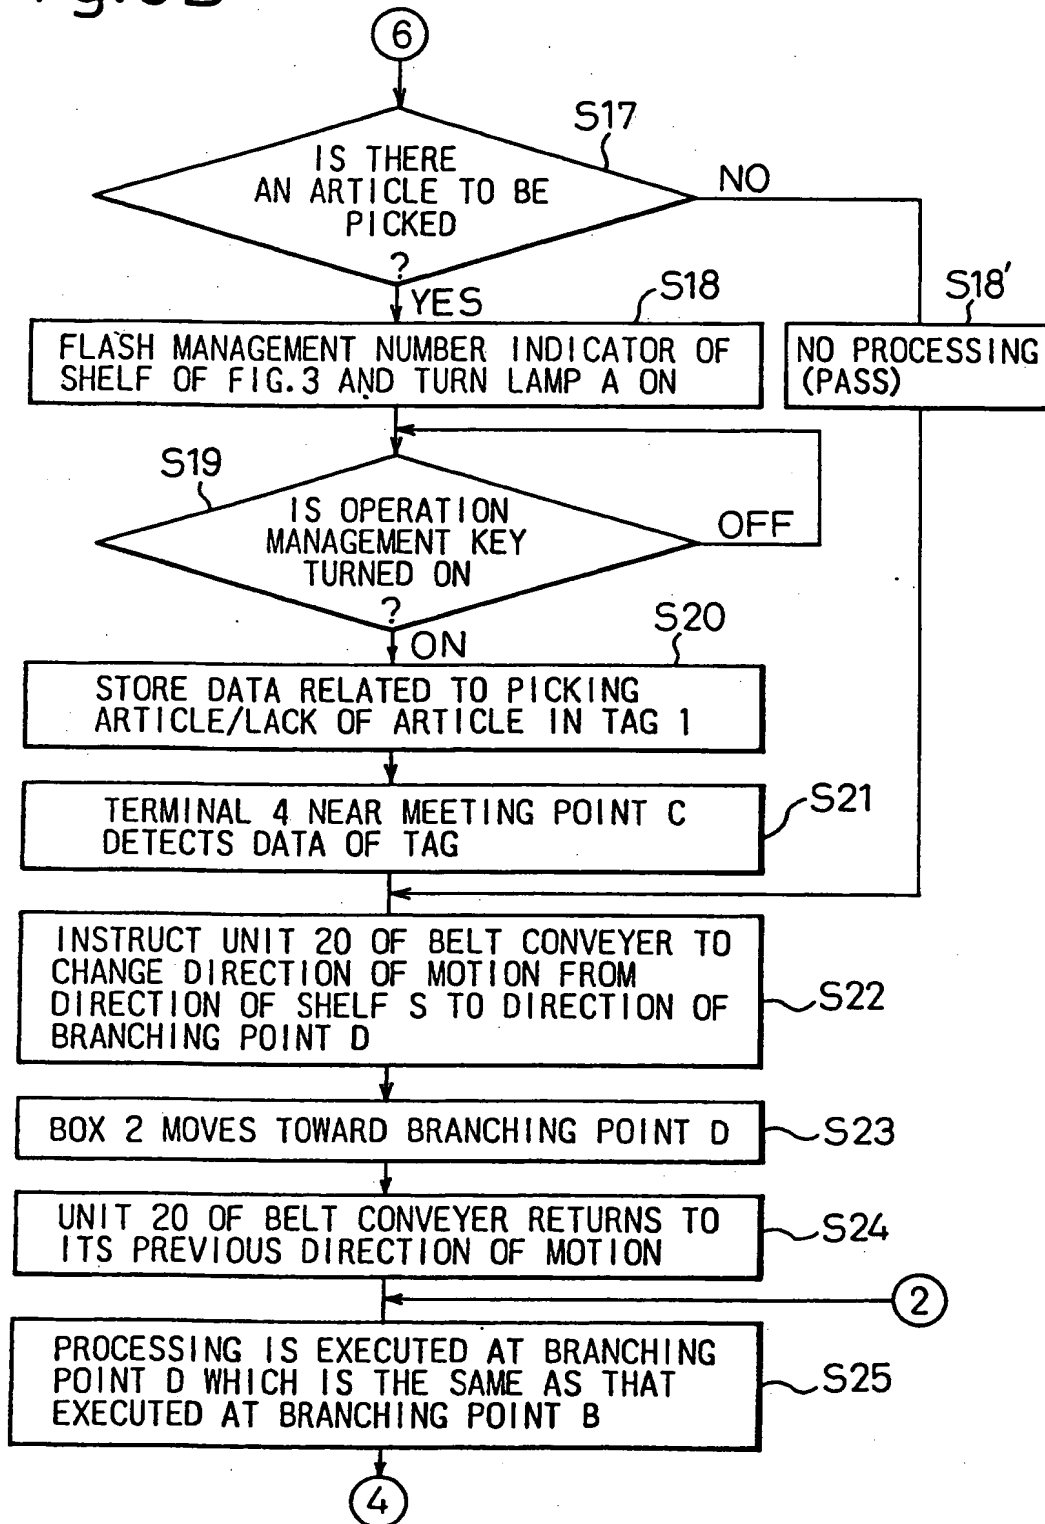 6
S17
IS THERE
AN ARTICLE TO BE
PICKED
?
NO
YES
S18
S18'
FLASH MANAGEMENT NUMBER INDICATOR OF
SHELF OF FIG.3 AND TURN LAMP A ON
NO PROCESSING
(PASS)
S19
IS OPERATION
MANAGEMENT KEY
TURNED ON
?
OFF
ON
S20
STORE DATA RELATED TO PICKING
ARTICLE/LACK OF ARTICLE IN TAG 1
TERMINAL 4 NEAR MEETING POINT C
DETECTS DATA OF TAG
S21
INSTRUCT UNIT 20 OF BELT CONVEYER TO
CHANGE DIRECTION OF MOTION FROM
DIRECTION OF SHELF S TO DIRECTION OF
BRANCHING POINT D
S22
BOX 2 MOVES TOWARD BRANCHING POINT D
S23
UNIT 20 OF BELT CONVEYER RETURNS TO
ITS PREVIOUS DIRECTION OF MOTION
S24
2
PROCESSING IS EXECUTED AT BRANCHING
POINT D WHICH IS THE SAME AS THAT
EXECUTED AT BRANCHING POINT B
S25
4